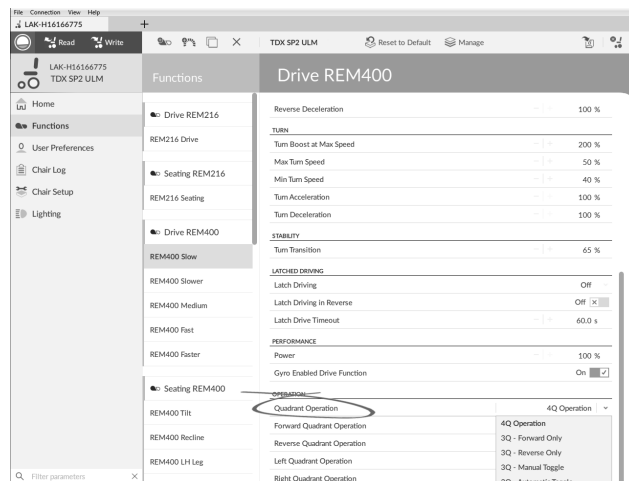 File Connection View Help
LAK-H16166775 +
Read Write TDX SP2 ULM Reset to Default Manage
LAK-H16166775
TDX SP2 ULM
Functions
Drive REM400
Home
Functions
User Preferences
Chair Log
Chair Setup
Lighting
Filter parameters
Drive REM216
REM216 Drive
Seating REM216
REM216 Seating
Drive REM400
REM400 Slow
REM400 Slower
REM400 Medium
REM400 Fast
REM400 Faster
Seating REM400
REM400 Tilt
REM400 Recline
REM400 LH Leg
Reverse Deceleration 100 %
TURN
Turn Boost at Max Speed 200 %
Max Turn Speed 50 %
Min Turn Speed 40 %
Turn Acceleration 100 %
Turn Deceleration 100 %
STABILITY
Turn Transition 65 %
LATCHED DRIVING
Latch Driving Off
Latch Driving in Reverse Off
Latch Drive Timeout 60.0 s
PERFORMANCE
Power 100 %
Gyro Enabled Drive Function On
OPERATION
Quadrant Operation 4Q Operation
Forward Quadrant Operation
Reverse Quadrant Operation
Left Quadrant Operation
Right Quadrant Operation
4Q Operation
3Q - Forward Only
3Q - Reverse Only
3Q - Manual Toggle
3Q - Automatic Toggle